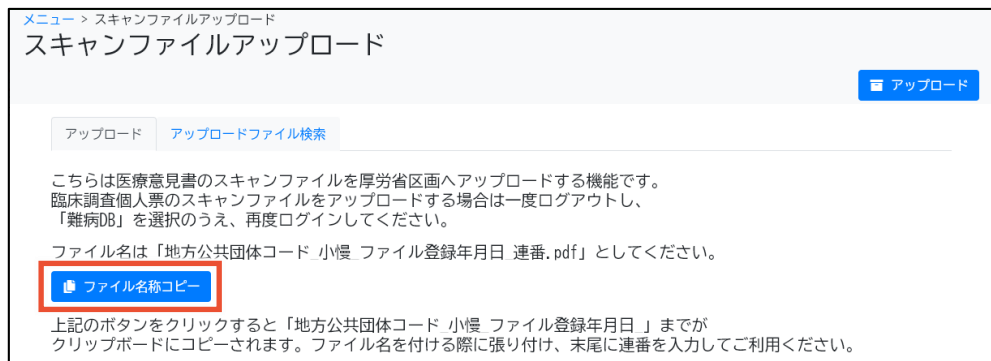 メニュー > スキャンファイルアップロード
スキャンファイルアップロード
アップロード
アップロード アップロードファイル検索
こちらは医療意見書のスキャンファイルを厚労省区画へアップロードする機能です。
臨床調査個人票のスキャンファイルをアップロードする場合は一度ログアウトし、
「難病DB」を選択のうえ、再度ログインしてください。
ファイル名は「地方公共団体コード_小慢_ファイル登録年月日_連番.pdf」としてください。
ファイル名称コピー
上記のボタンをクリックすると「地方公共団体コード_小慢_ファイル登録年月日_」までが
クリップボードにコピーされます。ファイル名を付ける際に張り付け、末尾に連番を入力してご利用ください。